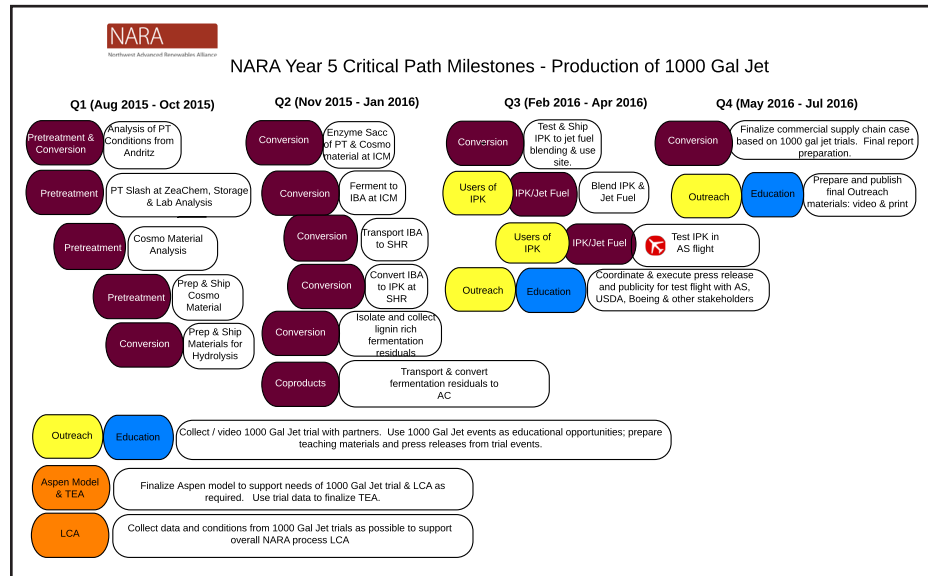 NARA
Northwest Advanced Renewables Alliance
NARA Year 5 Critical Path Milestones - Production of 1000 Gal Jet
Q1 (Aug 2015 - Oct 2015)
Pretreatment &
Conversion
Analysis of PT
Conditions from
Andritz
Pretreatment
PT Slash at ZeaChem, Storage
& Lab Analysis
Pretreatment
Cosmo Material
Analysis
Pretreatment
Prep & Ship
Cosmo
Material
Conversion
Prep & Ship
Materials for
Hydrolysis
Q2 (Nov 2015 - Jan 2016)
Conversion
Enzyme Sacc
of PT & Cosmo
material at ICM
Conversion
Ferment to
IBA at ICM
Conversion
Transport IBA
to SHR
Conversion
Convert IBA
to IPK at
SHR
Conversion
Isolate and collect
lignin rich
fermentation
residuals
Coproducts
Transport & convert
fermentation residuals to
AC
Q3 (Feb 2016 - Apr 2016)
Conversion
Test & Ship
IPK to jet fuel
blending & use
site.
Users of
IPK
IPK/Jet Fuel
Blend IPK &
Jet Fuel
Users of
IPK
IPK/Jet Fuel
Test IPK in
AS flight
Outreach
Education
Coordinate & execute press release
and publicity for test flight with AS,
USDA, Boeing & other stakeholders
Q4 (May 2016 - Jul 2016)
Conversion
Finalize commercial supply chain case
based on 1000 gal jet trials. Final report
preparation.
Outreach
Education
Prepare and publish
final Outreach
materials: video & print
Outreach
Education
Collect / video 1000 Gal Jet trial with partners. Use 1000 Gal Jet events as educational opportunities; prepare
teaching materials and press releases from trial events.
Aspen Model
& TEA
Finalize Aspen model to support needs of 1000 Gal Jet trial & LCA as
required. Use trial data to finalize TEA.
LCA
Collect data and conditions from 1000 Gal Jet trials as possible to support
overall NARA process LCA